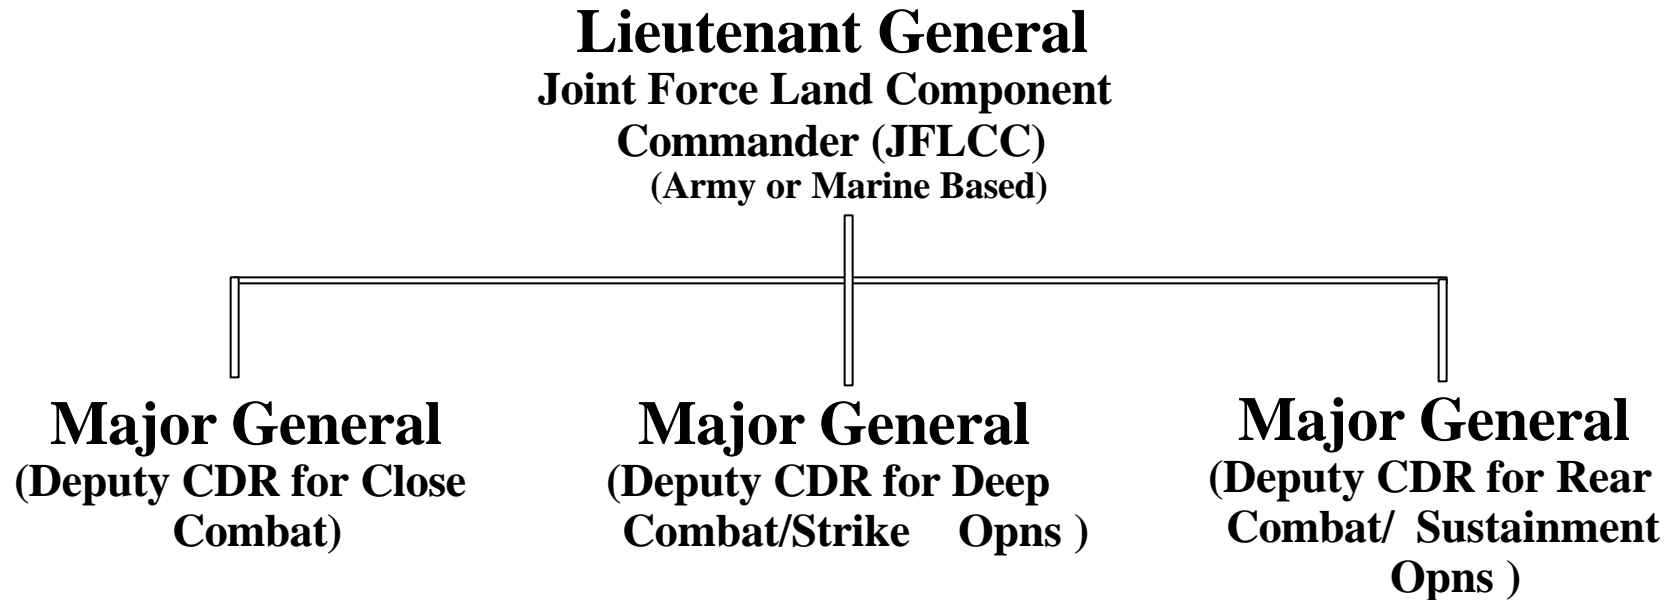 Lieutenant General
Joint Force Land Component
Commander (JFLCC)
(Army or Marine Based)
Major General
(Deputy CDR for Close
Combat)
Major General
(Deputy CDR for Deep
Combat/Strike Opns )
Major General
(Deputy CDR for Rear
Combat/ Sustainment
Opns )